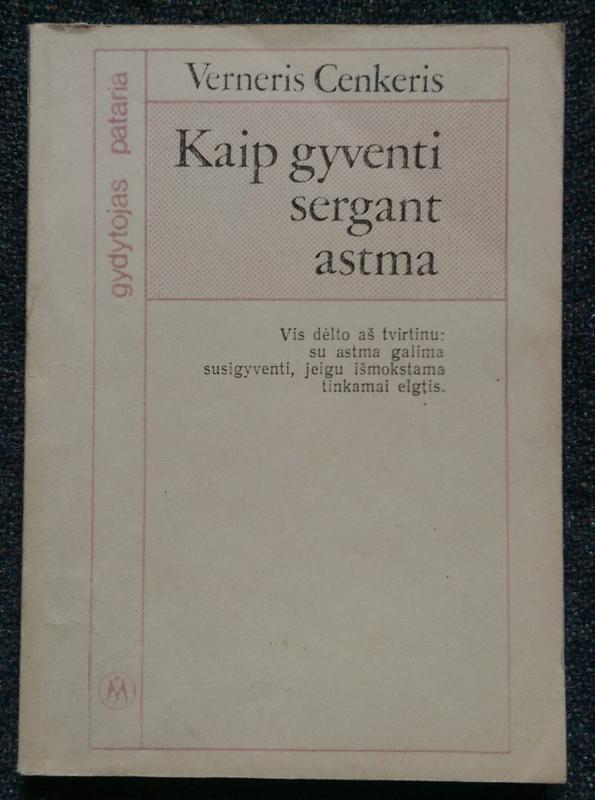 Verneris Cenkeris
Kaip gyventi
sergant
astma
gydytojas pataria
Vis dėlto aš tvirtinu:
su astma galima
susigyventi, jeigu išmokstama
tinkamai elgtis.
M